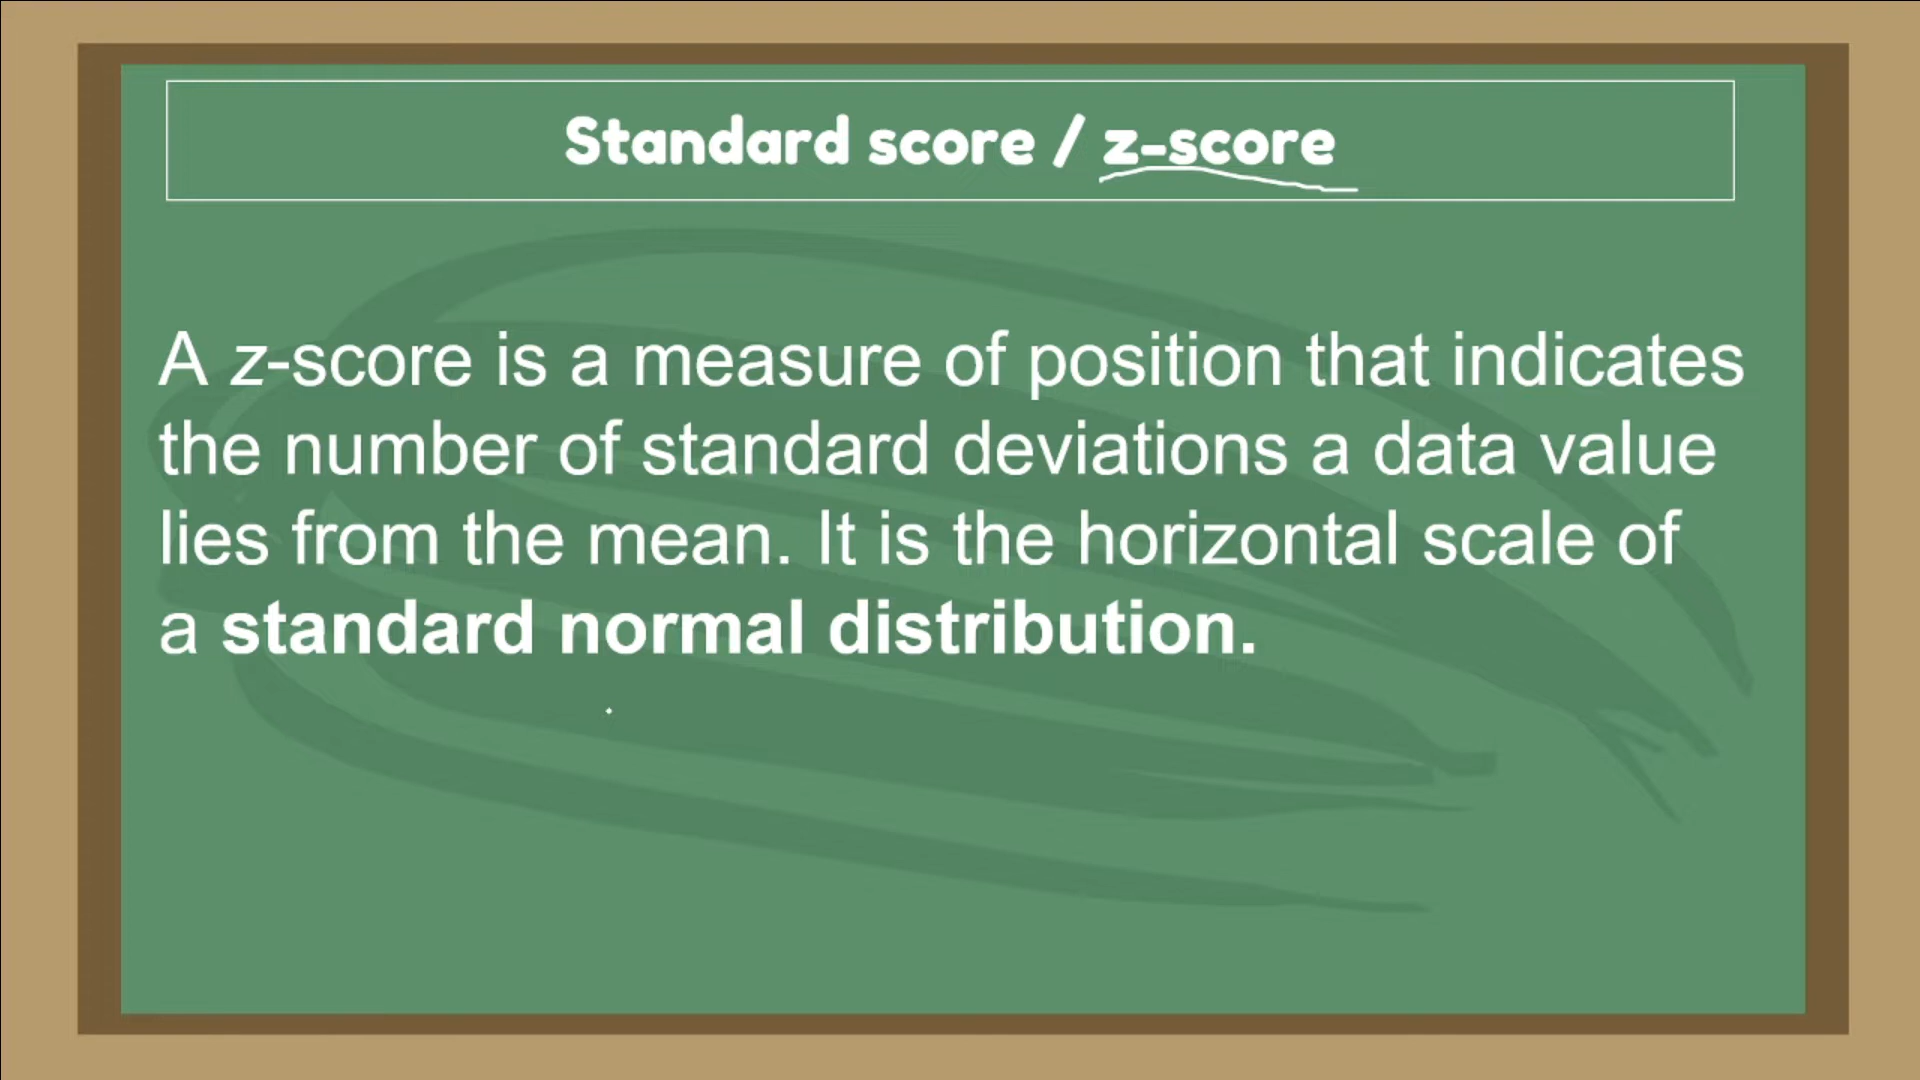 Standard score / z-score
A z-score is a measure of position that indicates
the number of standard deviations a data value
lies from the mean. It is the horizontal scale of
a standard normal distribution.